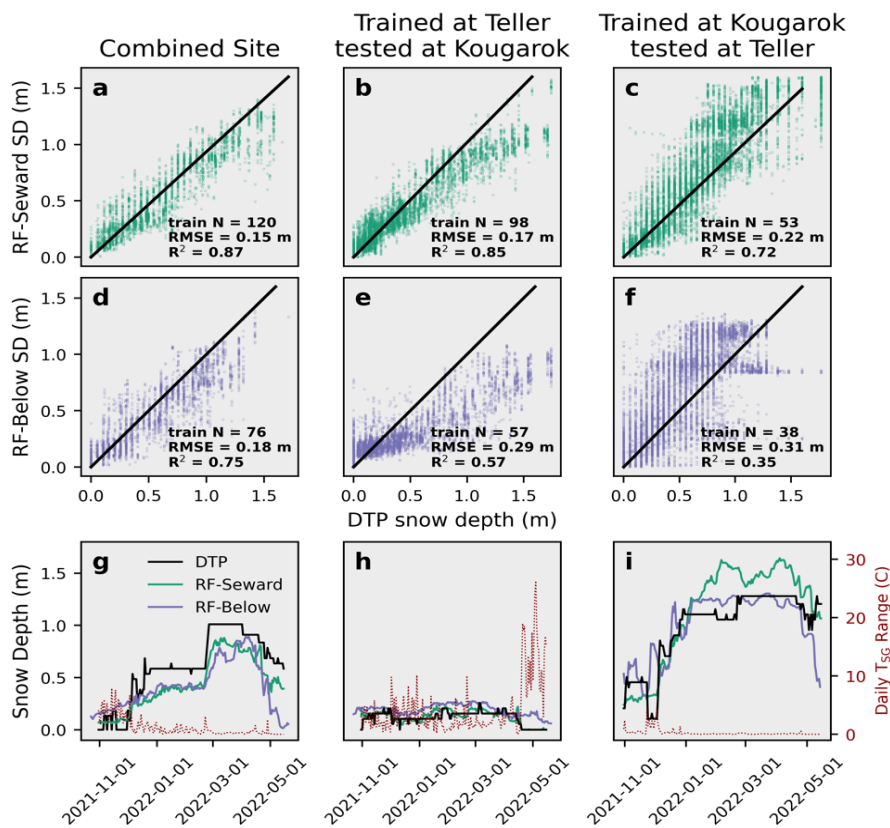 Combined Site
Trained at Teller
tested at Kougarok
Trained at Kougarok
tested at Teller
RF-Seward SD (m)
1.5
1.0
0.5
0.0
a
train N = 120
RMSE = 0.15 m
R² = 0.87
b
train N = 98
RMSE = 0.17 m
R² = 0.85
c
train N = 53
RMSE = 0.22 m
R² = 0.72
RF-Below SD (m)
1.5
1.0
0.5
0.0
d
train N = 76
RMSE = 0.18 m
R² = 0.75
e
train N = 57
RMSE = 0.29 m
R² = 0.57
f
train N = 38
RMSE = 0.31 m
R² = 0.35
0.0 0.5 1.0 1.5
0.0 0.5 1.0 1.5
0.0 0.5 1.0 1.5
DTP snow depth (m)
Snow Depth (m)
1.5
1.0
0.5
0.0
g
DTP
RF-Seward
RF-Below
h
i
30
20
10
0
Daily T_SG Range (C)
2021-11-01 2022-01-01 2022-03-01 2022-05-01
2021-11-01 2022-01-01 2022-03-01 2022-05-01
2021-11-01 2022-01-01 2022-03-01 2022-05-01